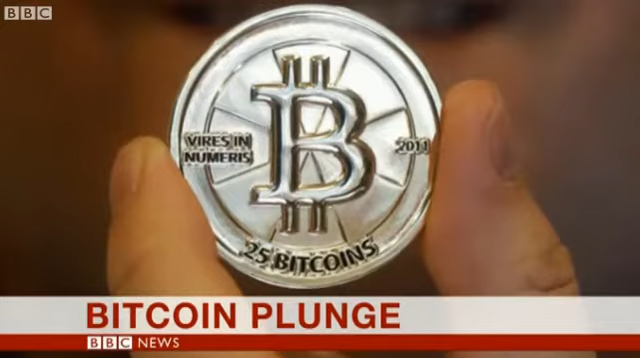 BBC
VIRES IN
NUMERIS
2011
B
25 BITCOINS
BITCOIN PLUNGE
BBC NEWS